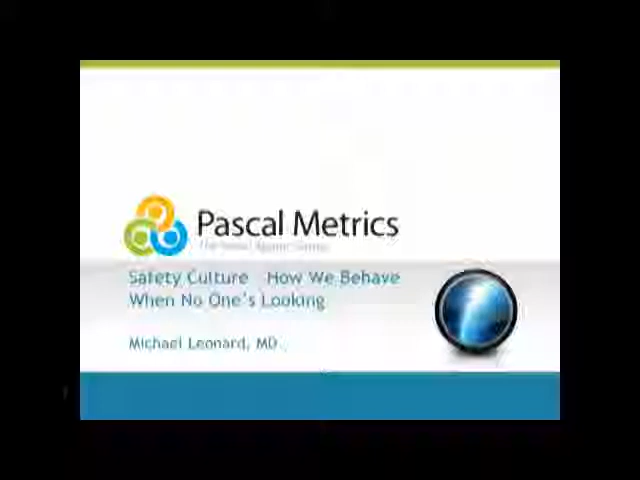 Pascal Metrics
Safety Culture How We Behave
When No One's Looking
Michael Leonard, MD